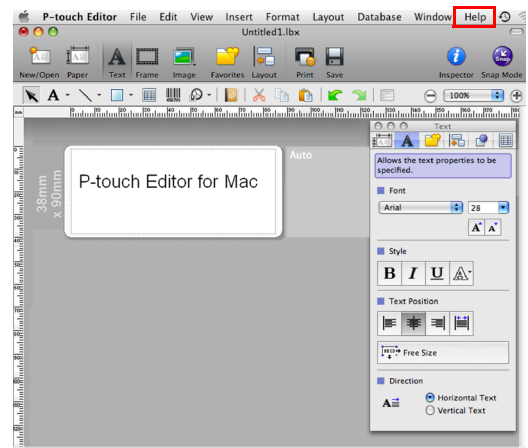 P-touch Editor File Edit View Insert Format Layout Database Window Help
Untitled1.lbx
New/Open Paper Text Frame Image Favorites Layout Print Save Inspector Snap Mode
A
100%
mm
Text
Auto
Allows the text properties to be
specified.
Font
38mm
x 90mm
P-touch Editor for Mac
Arial 28
A A
Style
B I U A
Text Position
Free Size
Direction
A
Horizontal Text
Vertical Text